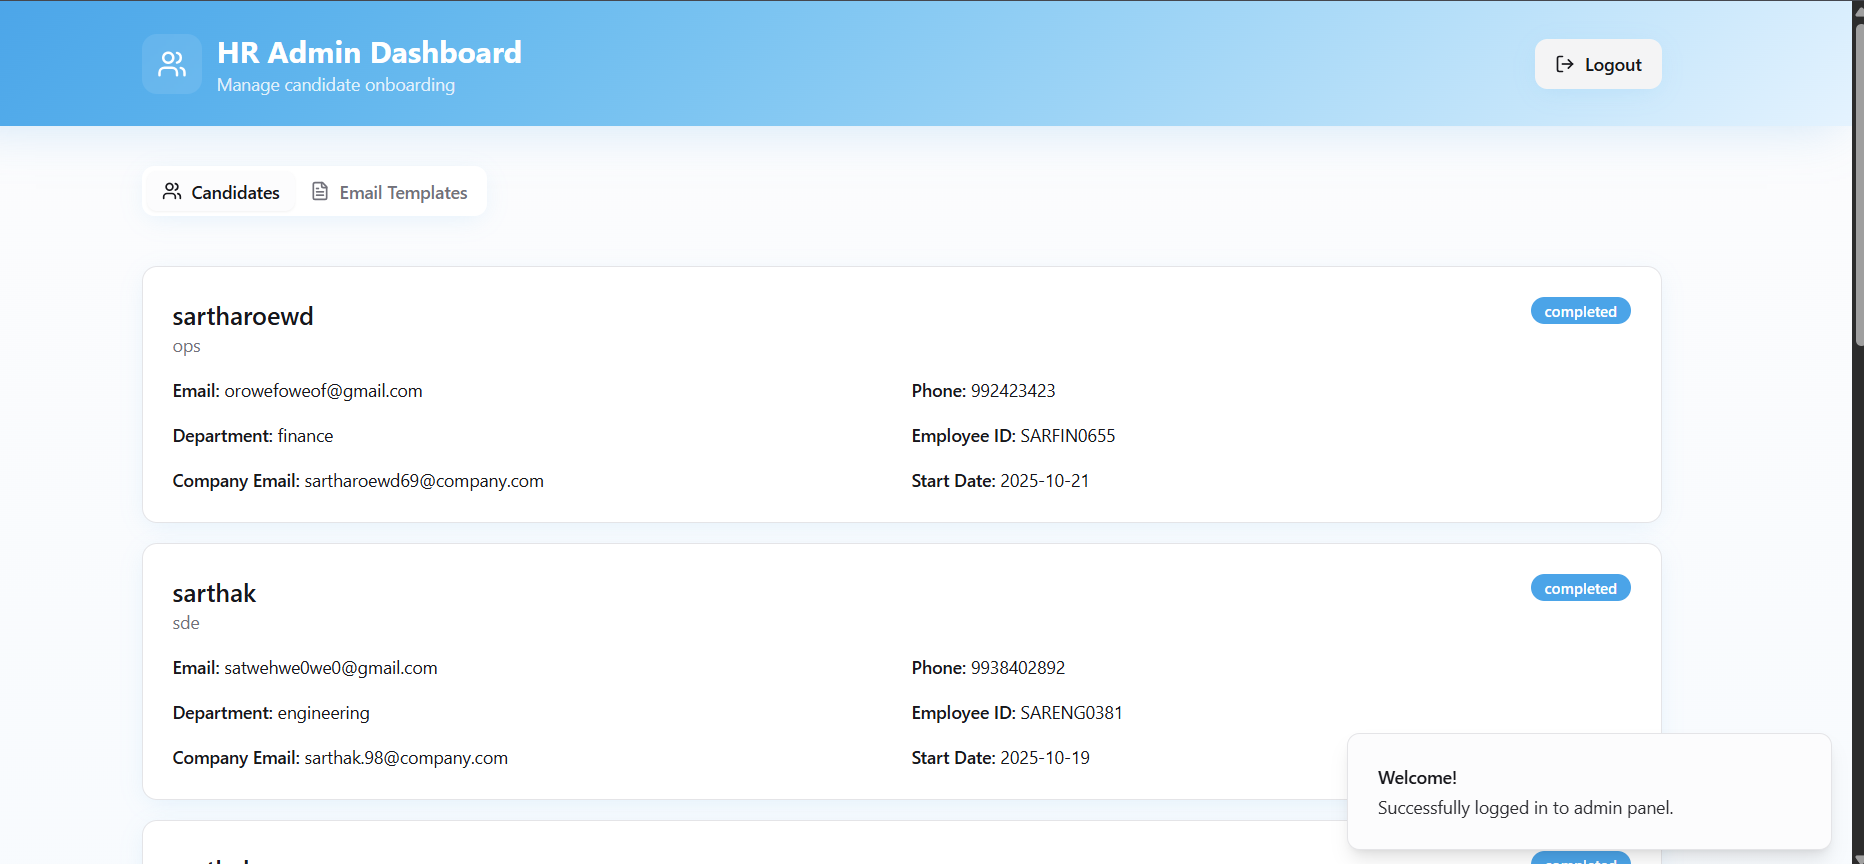 HR Admin Dashboard
Manage candidate onboarding
Logout
Candidates
Email Templates
sartharoewd
completed
ops
Email: orowefoweof@gmail.com
Phone: 992423423
Department: finance
Employee ID: SARFIN0655
Company Email: sartharoewd69@company.com
Start Date: 2025-10-21
sarthak
completed
sde
Email: satwehwe0we0@gmail.com
Phone: 9938402892
Department: engineering
Employee ID: SARENG0381
Company Email: sarthak.98@company.com
Start Date: 2025-10-19
Welcome!
Successfully logged in to admin panel.